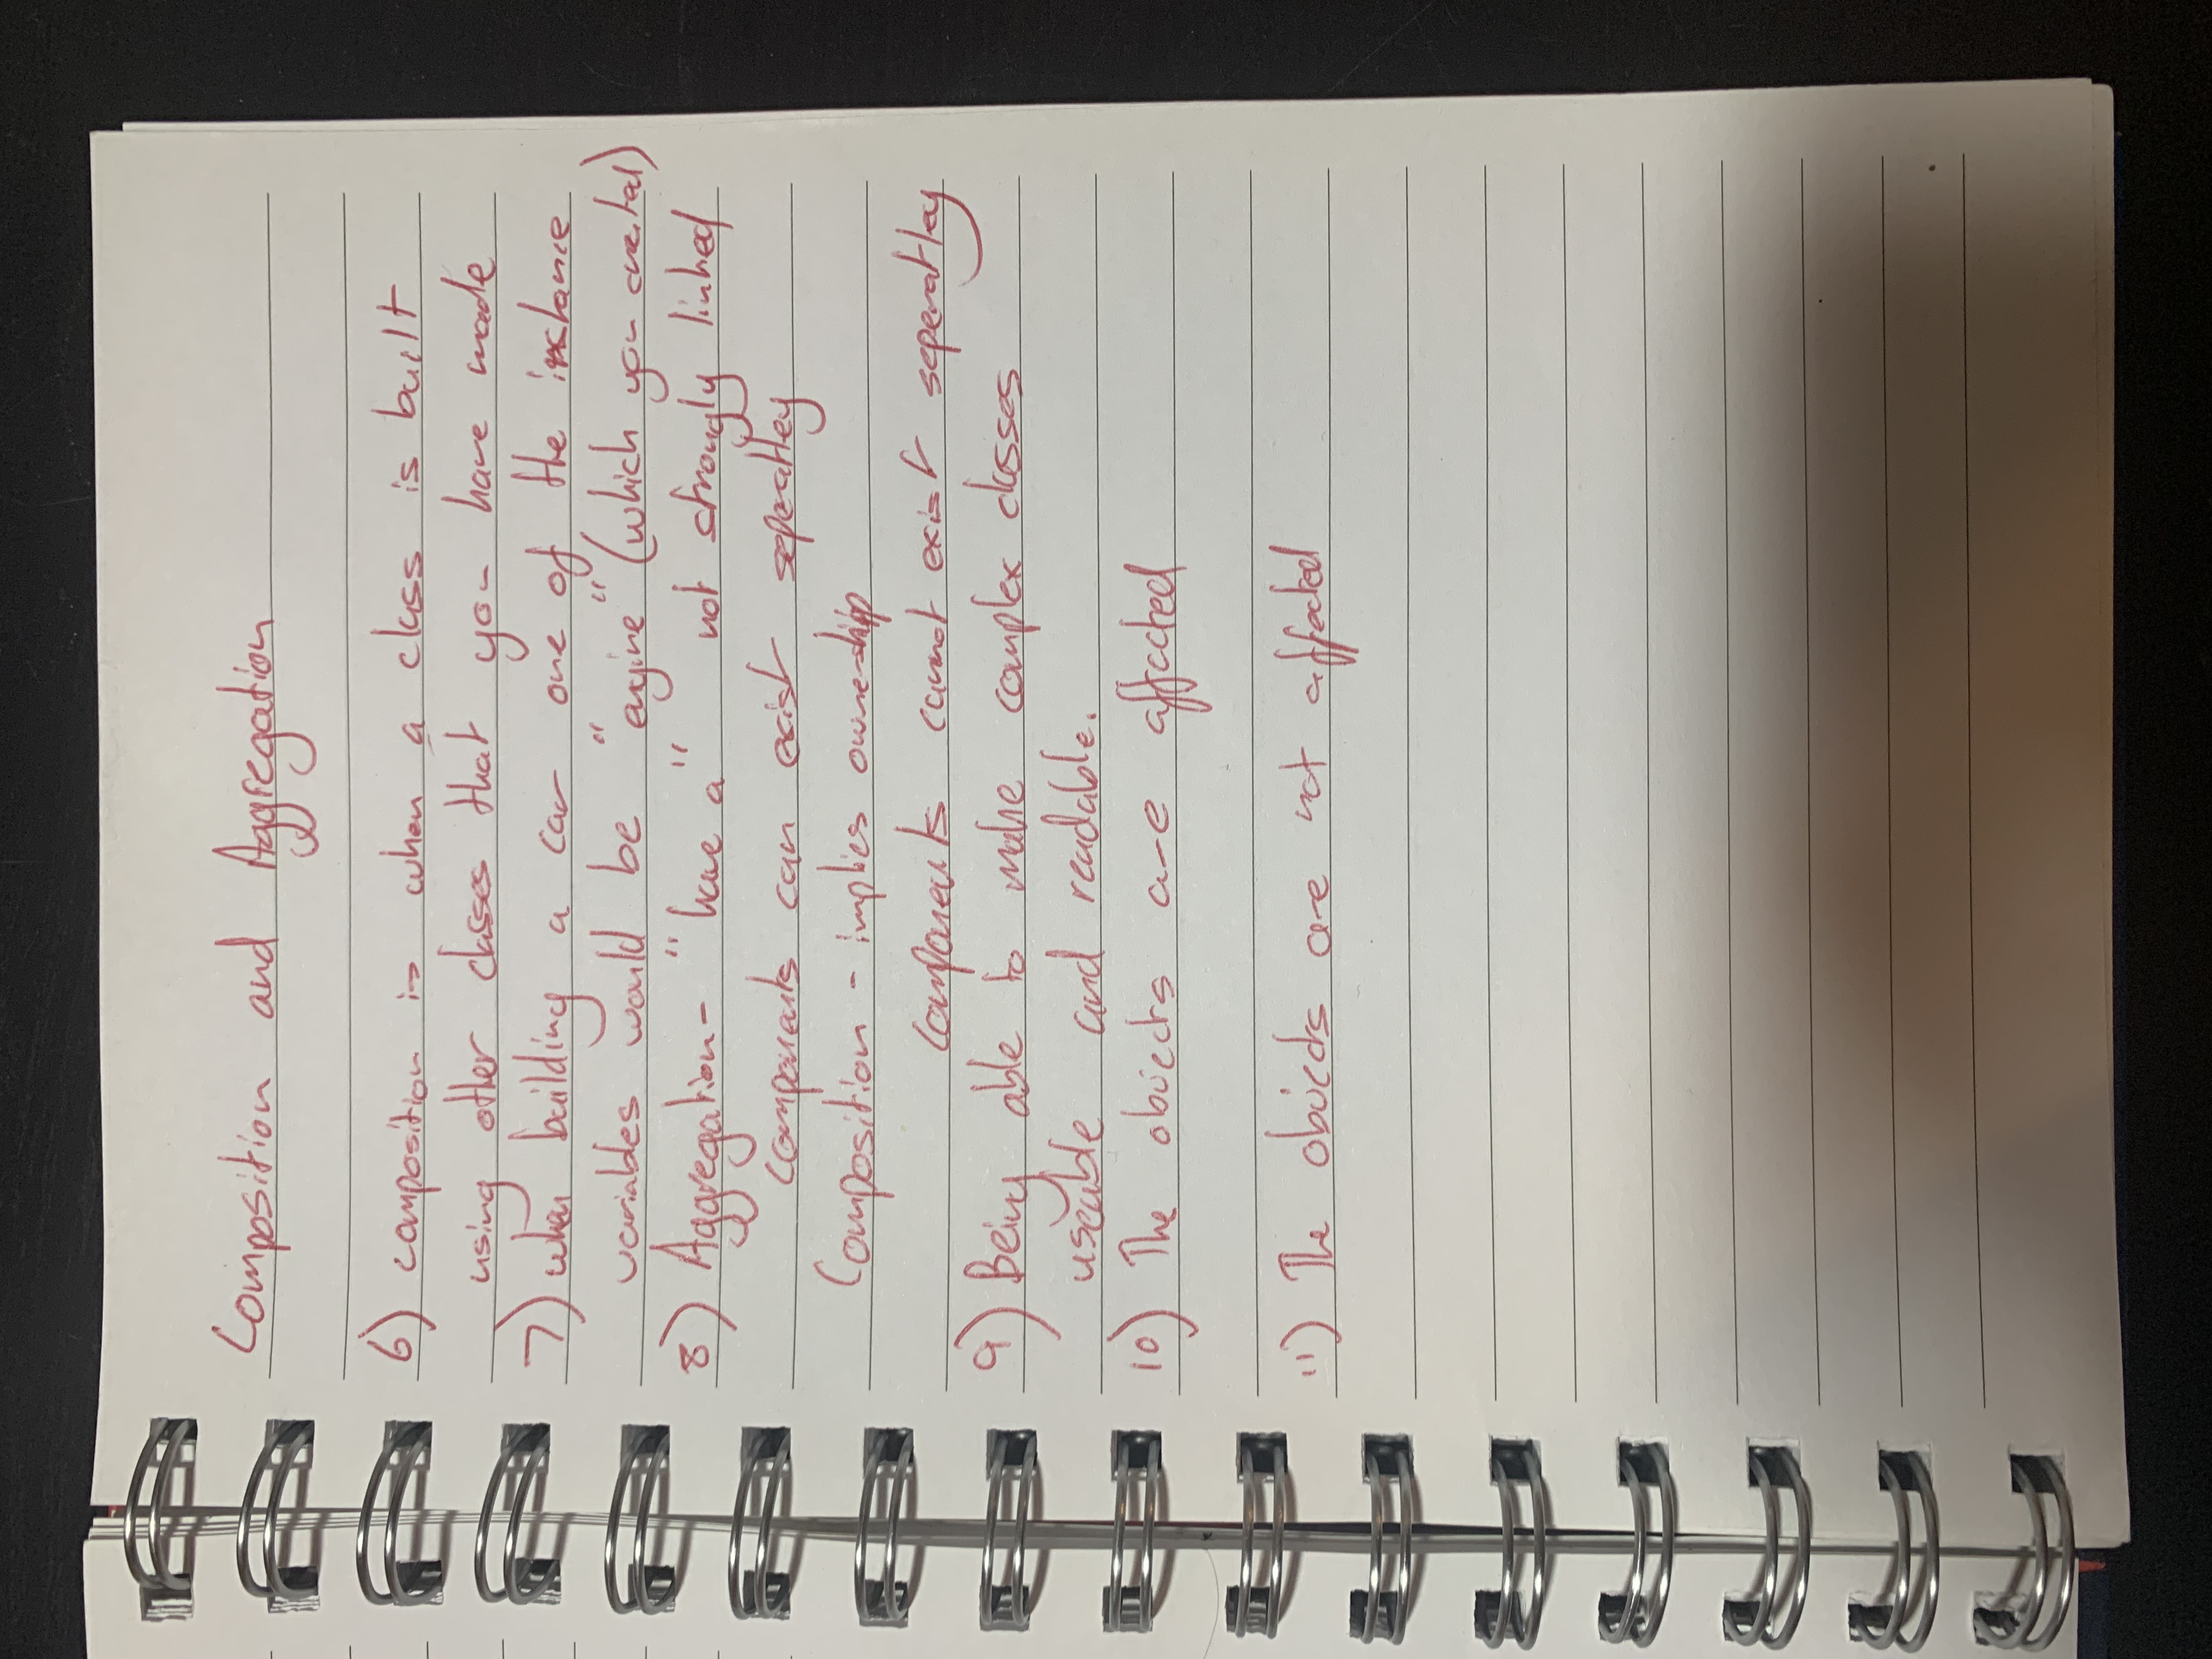 Composition and Aggregation
6) composition is when a class is built
using other classes that you have made
7) when building a car one of the instance
variables would be "engine" (which you created)
8) Aggregation - "have a" not strongly linked
components can exist seperatley
Composition - implies ownership
components cannot exist seperatley
9) Being able to make complex classes
useable and readable.
10) The objects are affected
11) The objects are not affected